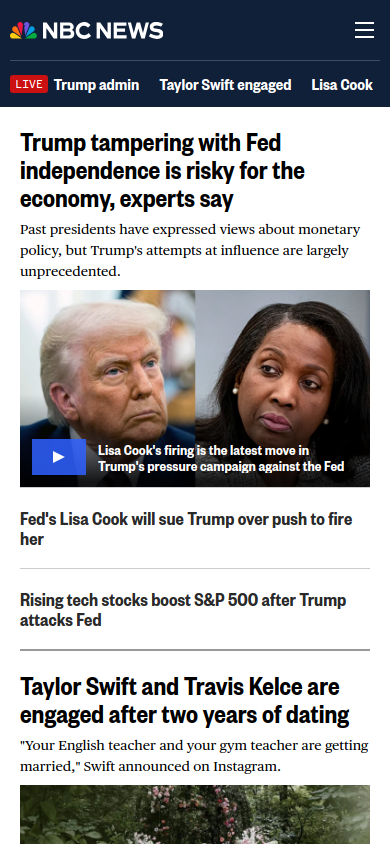 NBC NEWS
LIVE Trump admin Taylor Swift engaged Lisa Cook
Trump tampering with Fed
independence is risky for the
economy, experts say
Past presidents have expressed views about monetary
policy, but Trump's attempts at influence are largely
unprecedented.
Lisa Cook's firing is the latest move in
Trump's pressure campaign against the Fed
Fed's Lisa Cook will sue Trump over push to fire
her
Rising tech stocks boost S&P 500 after Trump
attacks Fed
Taylor Swift and Travis Kelce are
engaged after two years of dating
"Your English teacher and your gym teacher are getting
married," Swift announced on Instagram.